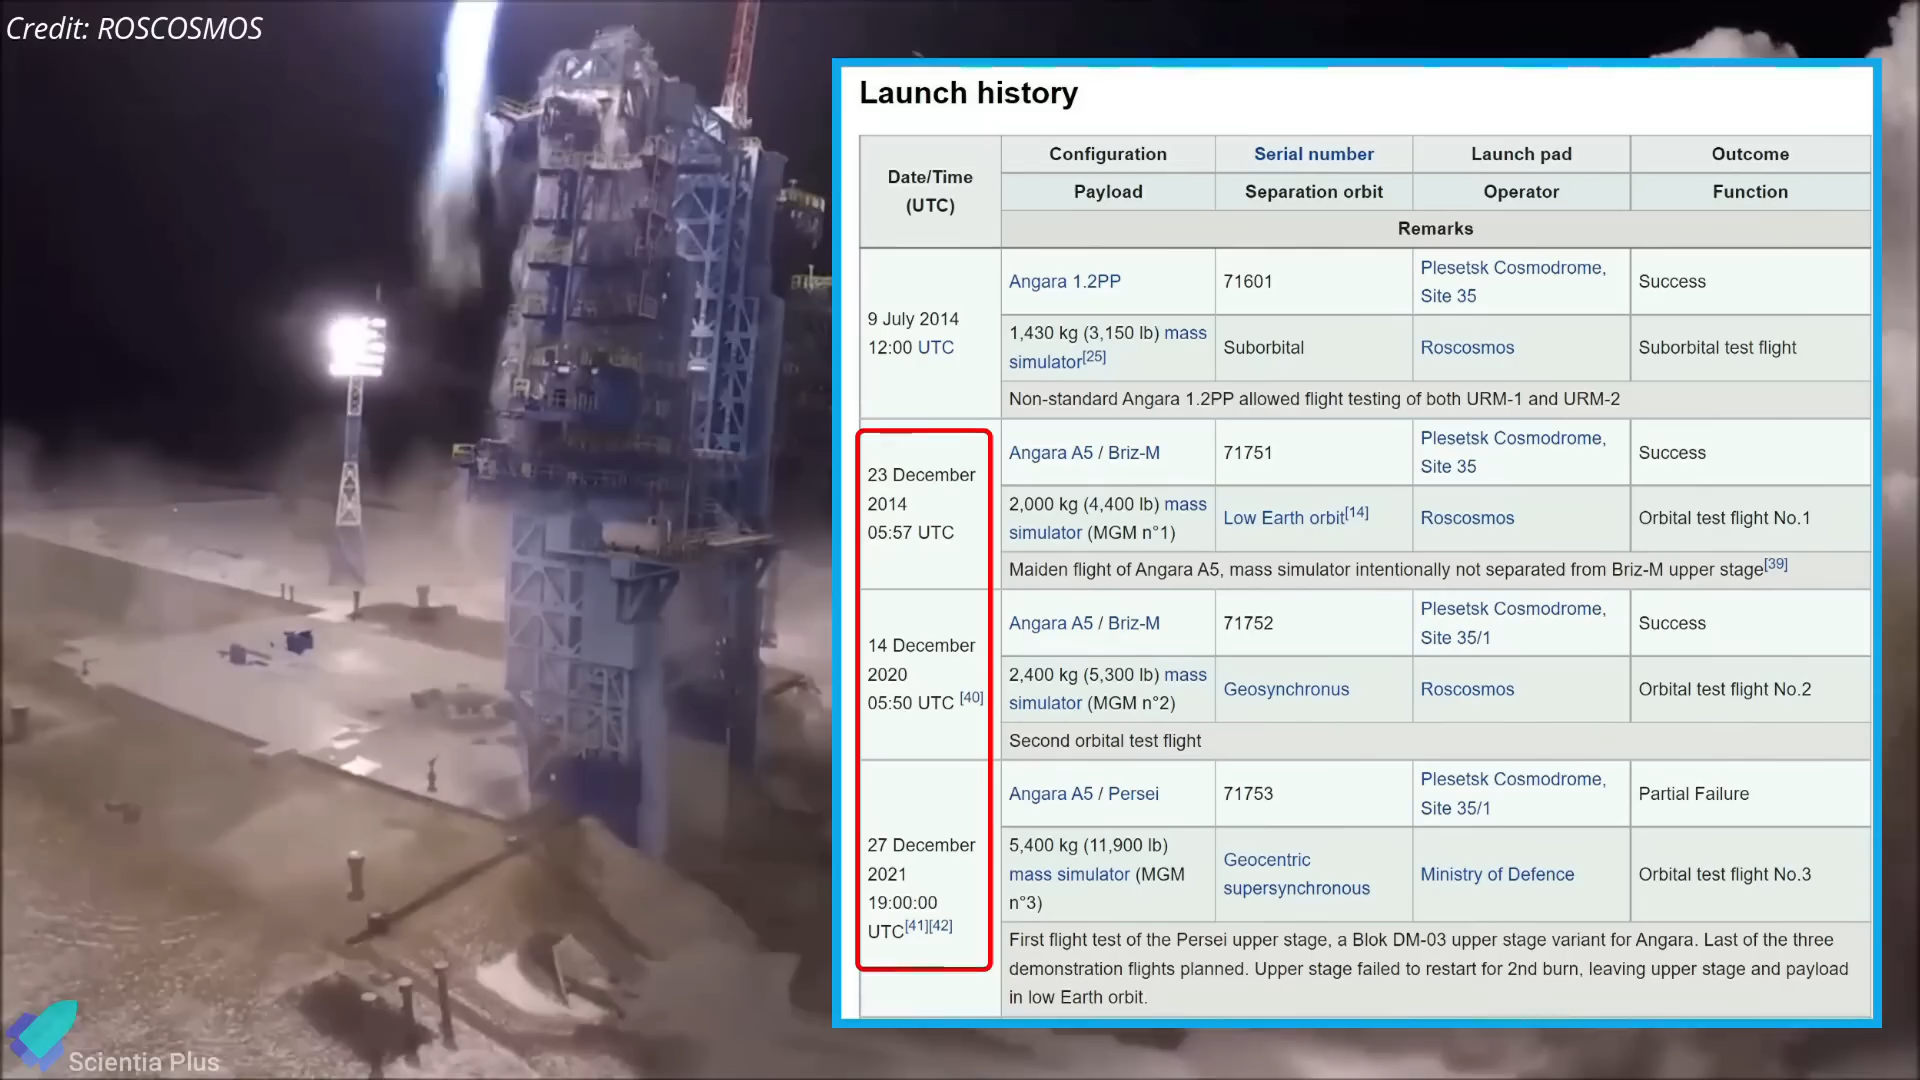 Credit: ROSCOSMOS
Launch history
Date/Time
(UTC)
Configuration
Serial number
Launch pad
Outcome
Payload
Separation orbit
Operator
Function
Remarks
9 July 2014
12:00 UTC
Angara 1.2PP
71601
Plesetsk Cosmodrome,
Site 35
Success
1,430 kg (3,150 lb) mass
simulator[25]
Suborbital
Roscosmos
Suborbital test flight
Non-standard Angara 1.2PP allowed flight testing of both URM-1 and URM-2
23 December
2014
05:57 UTC
Angara A5 / Briz-M
71751
Plesetsk Cosmodrome,
Site 35
Success
2,000 kg (4,400 lb) mass
simulator (MGM n°1)
Low Earth orbit[14]
Roscosmos
Orbital test flight No.1
Maiden flight of Angara A5, mass simulator intentionally not separated from Briz-M upper stage[39]
14 December
2020
05:50 UTC [40]
Angara A5 / Briz-M
71752
Plesetsk Cosmodrome,
Site 35/1
Success
2,400 kg (5,300 lb) mass
simulator (MGM n°2)
Geosynchronus
Roscosmos
Orbital test flight No.2
Second orbital test flight
27 December
2021
19:00:00
UTC[41][42]
Angara A5 / Persei
71753
Plesetsk Cosmodrome,
Site 35/1
Partial Failure
5,400 kg (11,900 lb)
mass simulator (MGM
n°3)
Geocentric
supersynchronous
Ministry of Defence
Orbital test flight No.3
First flight test of the Persei upper stage, a Blok DM-03 upper stage variant for Angara. Last of the three
demonstration flights planned. Upper stage failed to restart for 2nd burn, leaving upper stage and payload
in low Earth orbit.
Scientia Plus